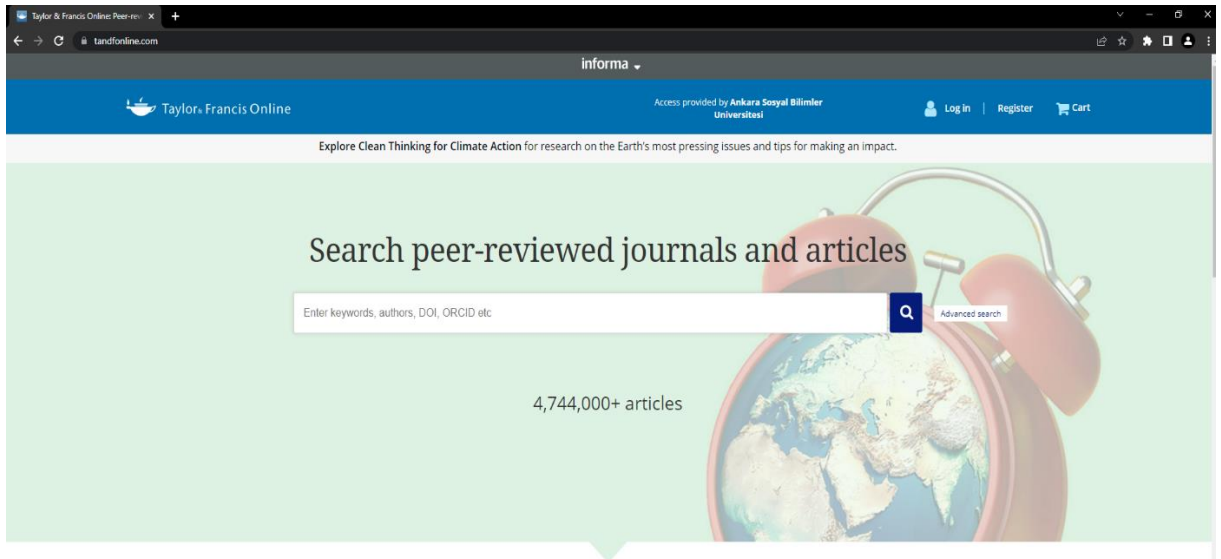 Taylor & Francis Online: Peer-rev
tandfonline.com
informa
Taylor & Francis Online
Access provided by Ankara Sosyal Bilimler
Universitesi
Log in | Register Cart
Explore Clean Thinking for Climate Action for research on the Earth's most pressing issues and tips for making an impact.
Search peer-reviewed journals and articles
Enter keywords, authors, DOI, ORCID etc
Advanced search
4,744,000+ articles